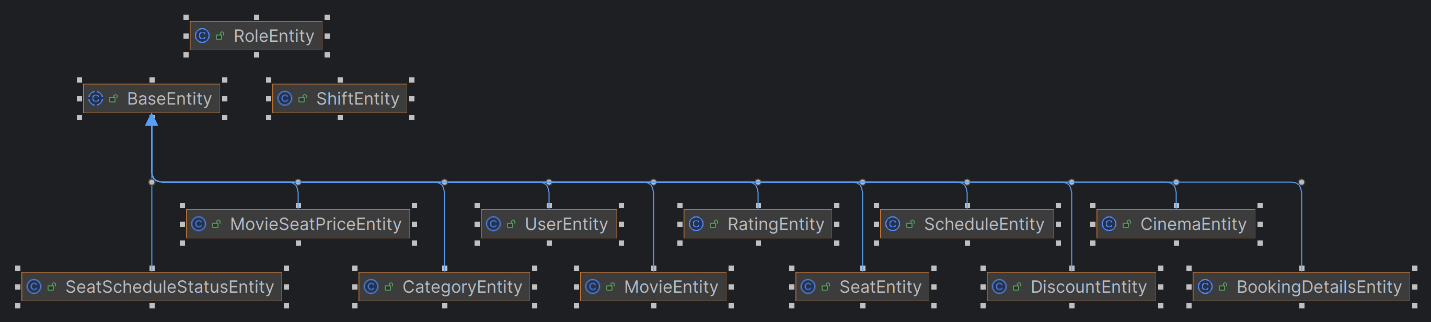 RoleEntity
BaseEntity ShiftEntity
MovieSeatPriceEntity UserEntity RatingEntity ScheduleEntity CinemaEntity
SeatScheduleStatusEntity CategoryEntity MovieEntity SeatEntity DiscountEntity BookingDetailsEntity